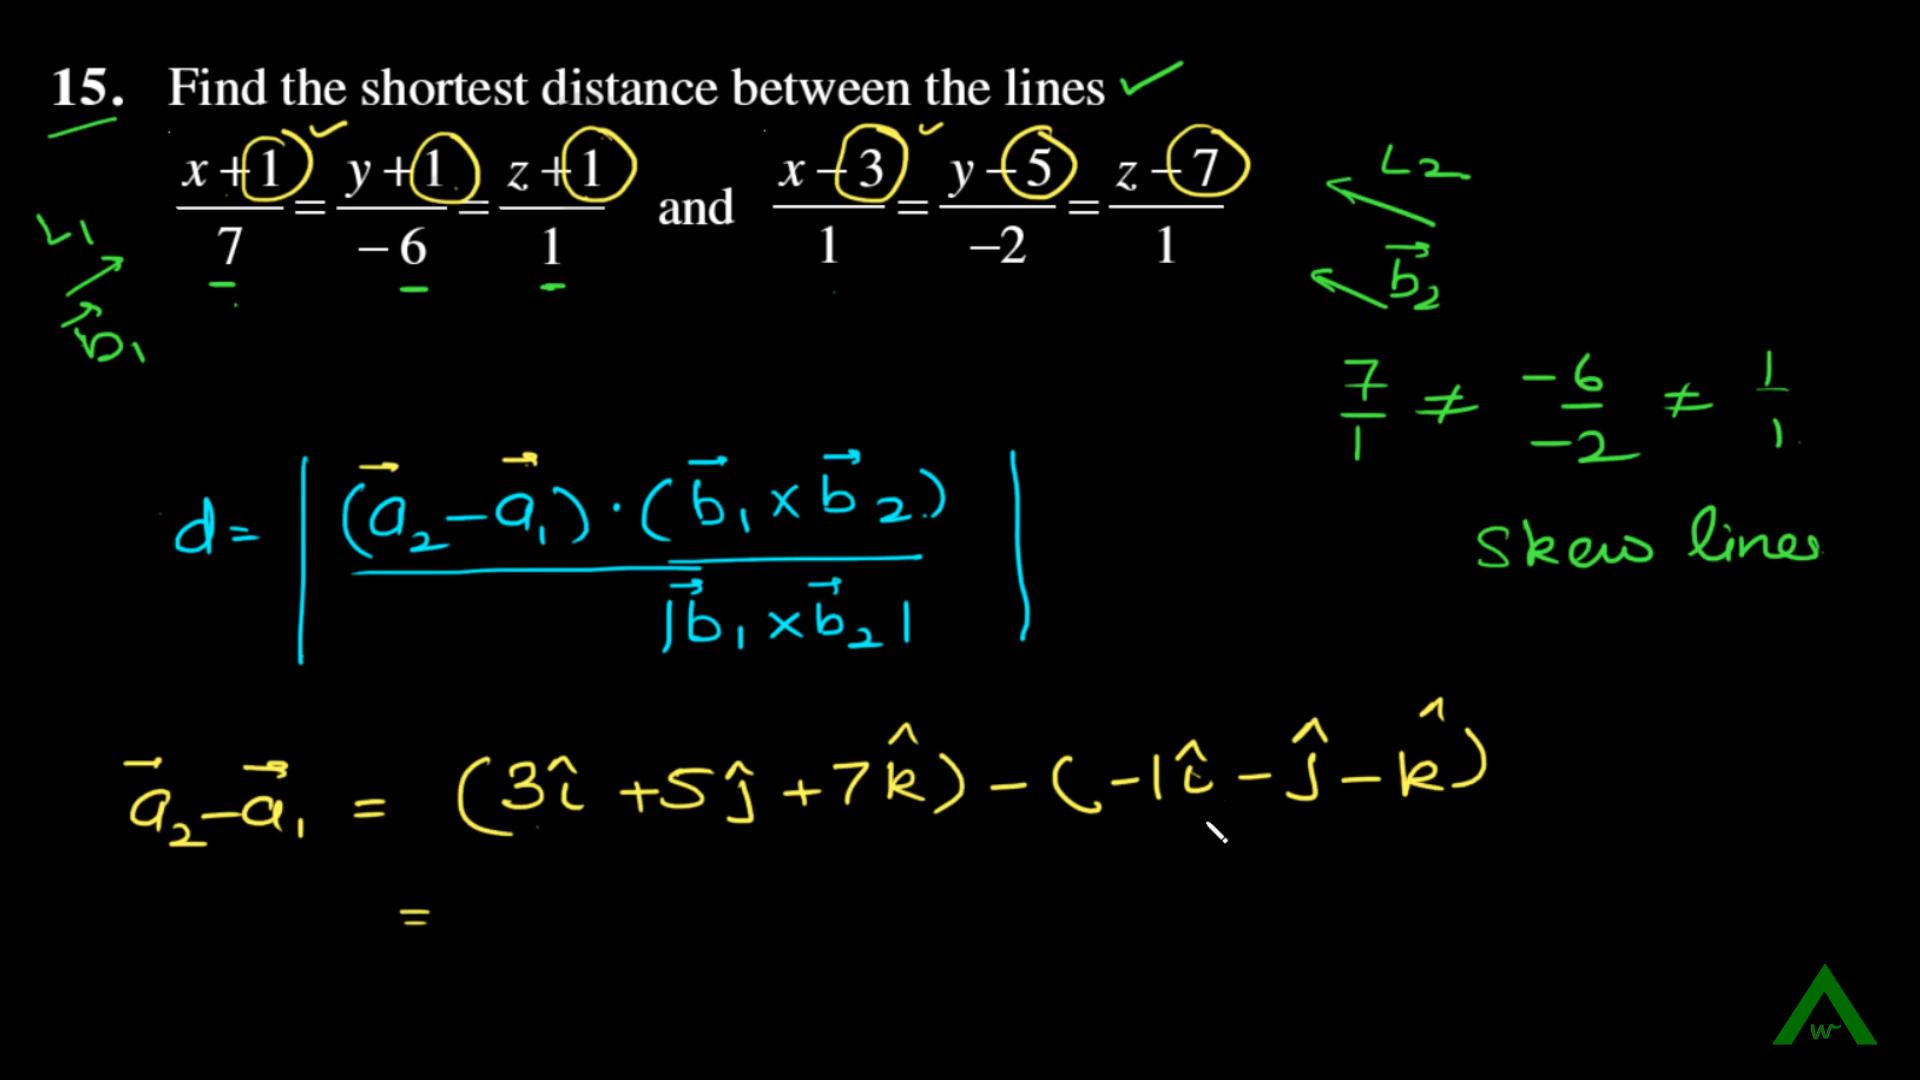 15. Find the shortest distance between the lines ✓
x+1/7 = y+1/−6 = z+1/1 and x−3/1 = y−5/−2 = z−7/1
L1
L2
b⃗1
b⃗2
7/1 ≠ −6/−2 ≠ 1/1
Skew lines
d = | (a⃗2 − a⃗1) · (b⃗1 × b⃗2) / |b⃗1 × b⃗2| |
a⃗2 − a⃗1 = (3î + 5ĵ + 7k̂) − (−1î − ĵ − k̂)
=
W